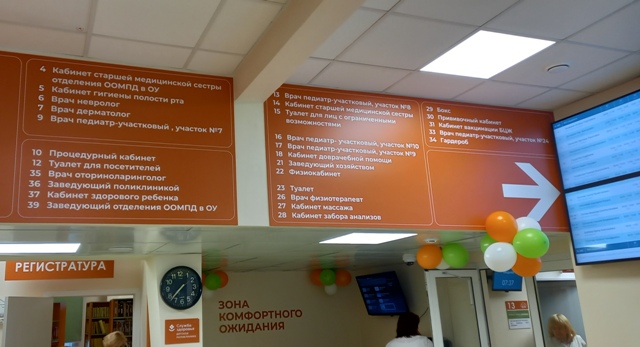 4 Кабинет старшей медицинской сестры
отделения ООМПД в ОУ
5 Кабинет гигиены полости рта
6 Врач невролог
7 Врач дерматолог
9 Врач педиатр-участковый , участок №7
10 Процедурный кабинет
12 Туалет для посетителей
35 Врач оториноларинголог
36 Заведующий поликлиникой
37 Кабинет здорового ребенка
39 Заведующий отделения ООМПД в ОУ
13 Врач педиатр-участковый, участок №8
14 Кабинет старшей медицинской сестры
15 Туалет для лиц с ограниченными
возможностями
16 Врач педиатр- участковый, участок №10
17 Врач педиатр-участковый, участок №9
18 Кабинет доврачебной помощи
21 Заведующий хозяйством
22 Физиокабинет
23 Туалет
26 Врач физиотерапевт
27 Кабинет массажа
28 Кабинет забора анализов
29 Бокс
30 Прививочный кабинет
31 Кабинет вакцинации БЦЖ
33 Врач педиатр-участковый, участок №24
34 Гардероб
РЕГИСТРАТУРА
ЗОНА
КОМФОРТНОГО
ОЖИДАНИЯ
07:37
13